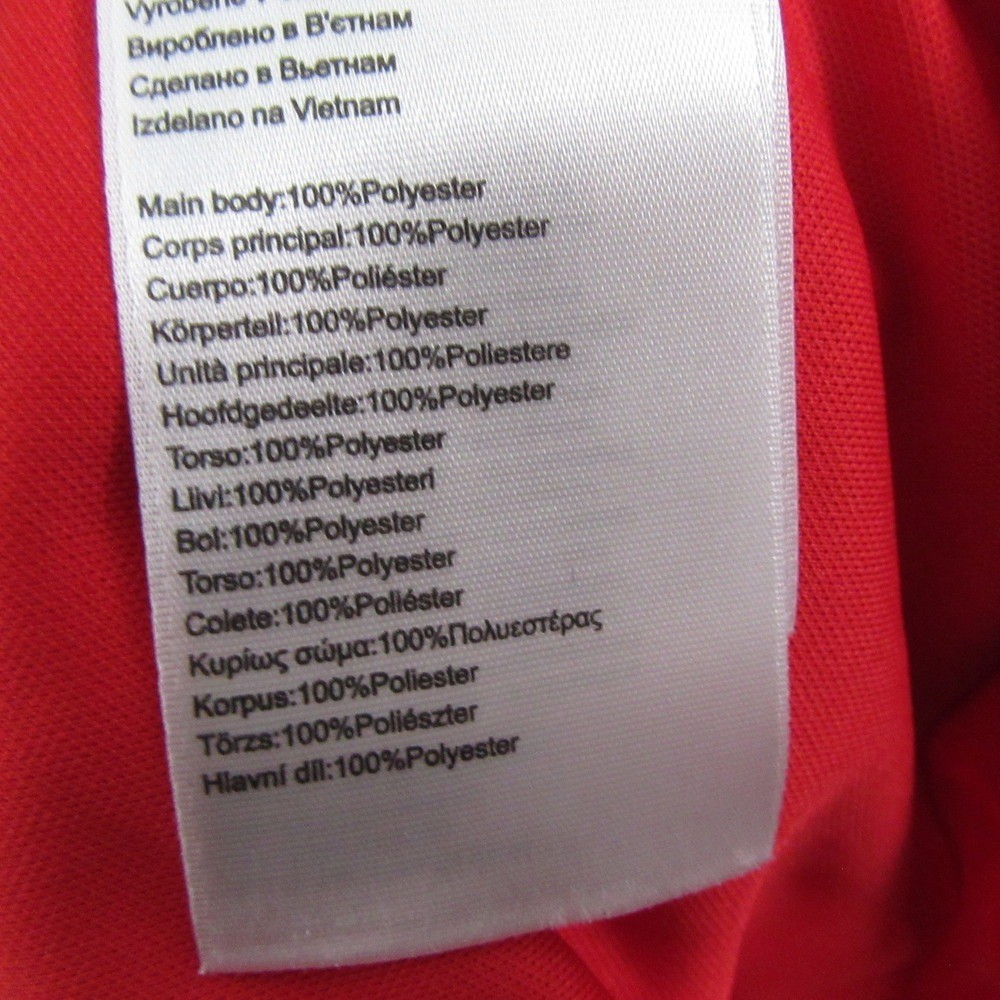 Вироблено в В'єтнам
Сделано в Вьетнам
Izdelano na Vietnam
Main body:100%Polyester
Corps principal:100%Polyester
Cuerpo:100%Poliéster
Körperteil:100%Polyester
Unità principale:100%Poliestere
Hoofdgedeelte:100%Polyester
Torso:100%Polyester
Liivi:100%Polyesteri
Bol:100%Polyester
Torso:100%Polyester
Colete:100%Poliéster
Κυρίως σώμα:100%Πολυεστέρας
Korpus:100%Poliester
Törzs:100%Poliészter
Hlavní díl:100%Polyester